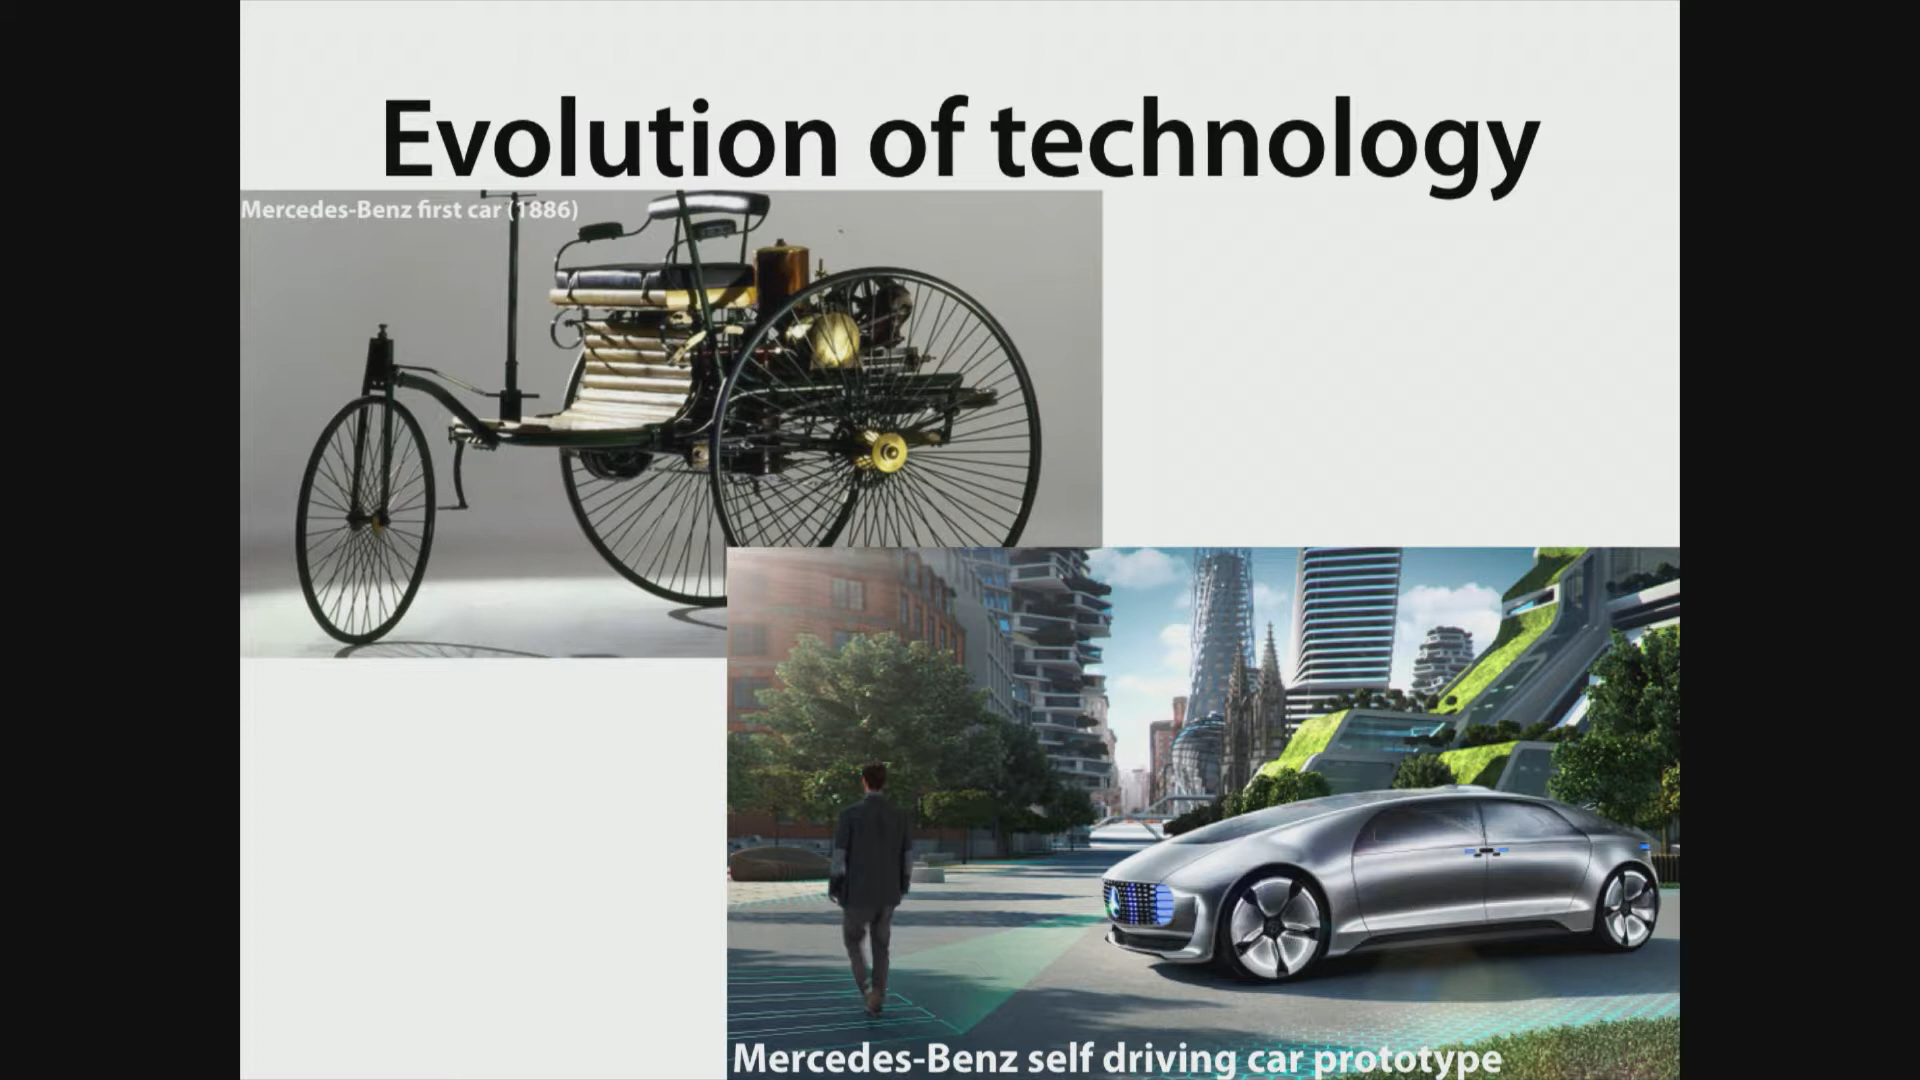 Evolution of technology
Mercedes-Benz first car (1886)
Mercedes-Benz self driving car prototype